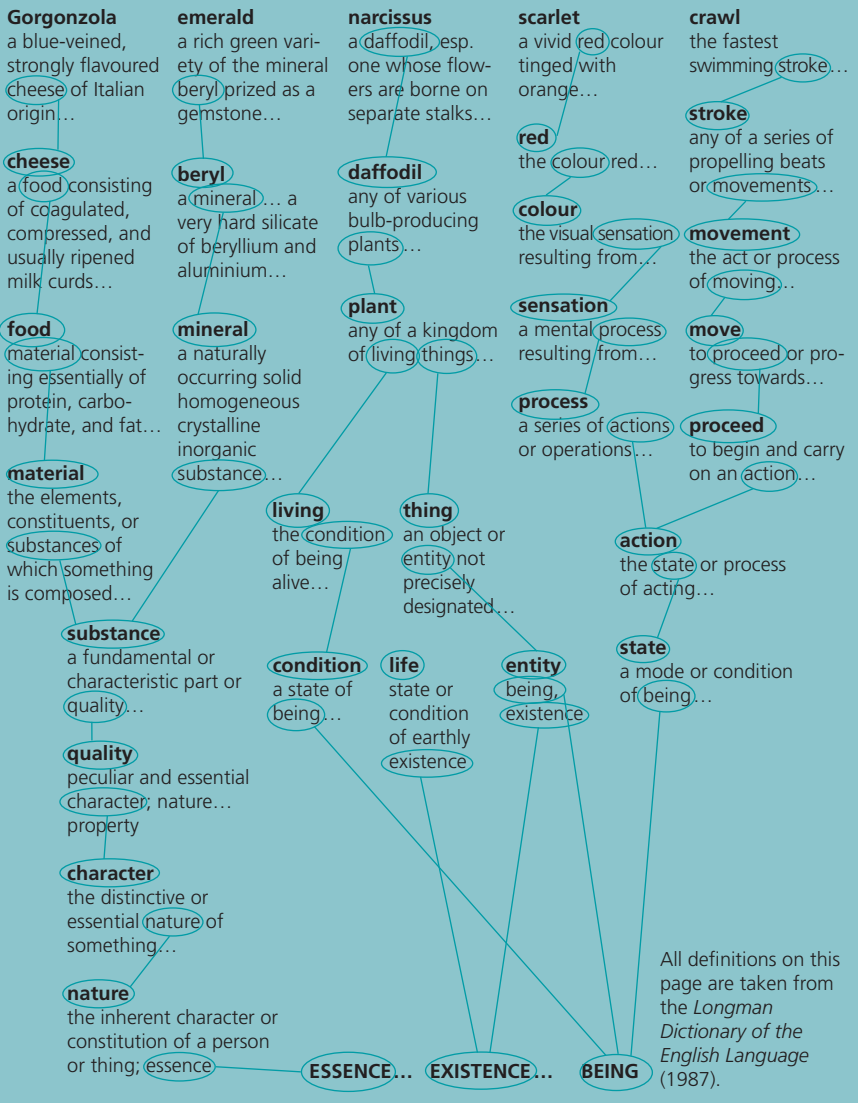 Gorgonzola
a blue-veined,
strongly flavoured
cheese of Italian
origin…
cheese
a food consisting
of coagulated,
compressed, and
usually ripened
milk curds…
food
material consist-
ing essentially of
protein, carbo-
hydrate, and fat…
material
the elements,
constituents, or
substances of
which something
is composed…
emerald
a rich green vari-
ety of the mineral
beryl prized as a
gemstone…
beryl
a mineral… a
very hard silicate
of beryllium and
aluminium…
mineral
a naturally
occurring solid
homogeneous
crystalline
inorganic
substance…
substance
a fundamental or
characteristic part or
quality…
quality
peculiar and essential
character; nature…
property
character
the distinctive or
essential nature of
something…
nature
the inherent character or
constitution of a person
or thing; essence
narcissus
a daffodil, esp.
one whose flow-
ers are borne on
separate stalks…
daffodil
any of various
bulb-producing
plants…
plant
any of a kingdom
of living things…
living
the condition
of being
alive…
thing
an object or
entity not
precisely
designated…
condition
a state of
being…
life
state or
condition
of earthly
existence
entity
being,
existence
scarlet
a vivid red colour
tinged with
orange…
red
the colour red…
colour
the visual sensation
resulting from…
sensation
a mental process
resulting from…
process
a series of actions
or operations…
crawl
the fastest
swimming stroke…
stroke
any of a series of
propelling beats
or movements…
movement
the act or process
of moving…
move
to proceed or pro-
gress towards…
proceed
to begin and carry
on an action…
action
the state or process
of acting…
state
a mode or condition
of being…
ESSENCE… EXISTENCE… BEING
All definitions on this
page are taken from
the Longman
Dictionary of the
English Language
(1987).